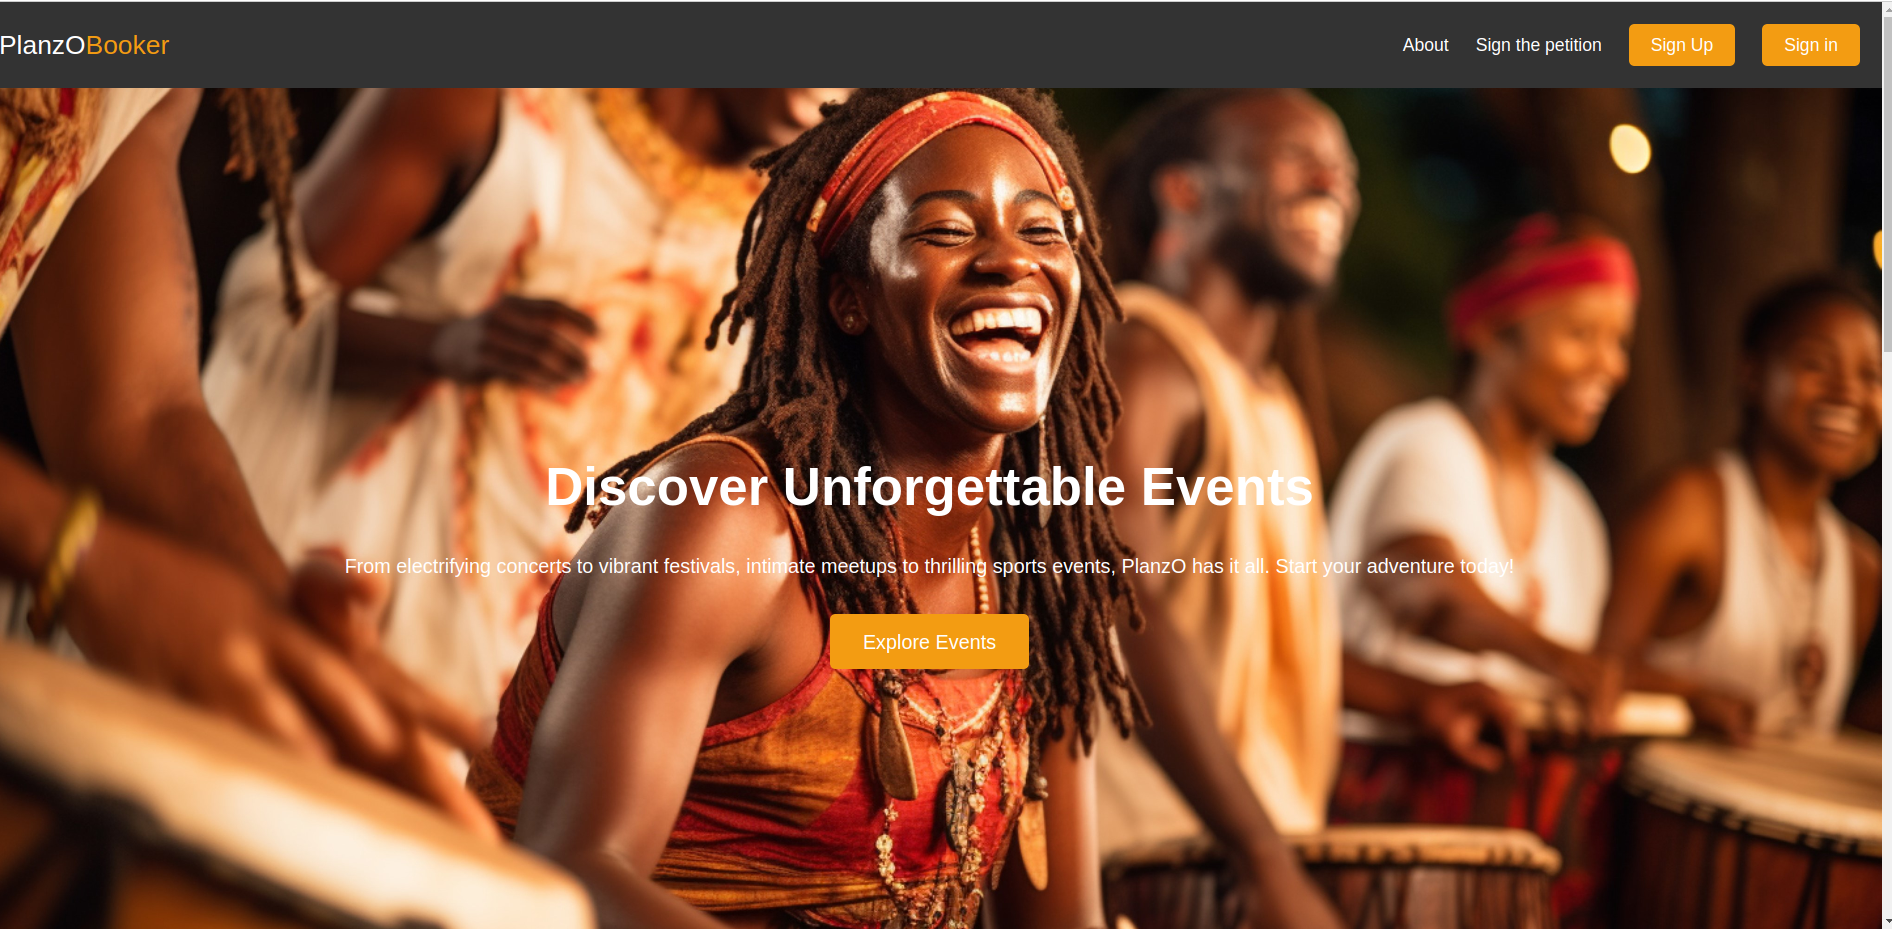 PlanzOBooker
About
Sign the petition
Sign Up
Sign in
Discover Unforgettable Events
From electrifying concerts to vibrant festivals, intimate meetups to thrilling sports events, PlanzO has it all. Start your adventure today!
Explore Events